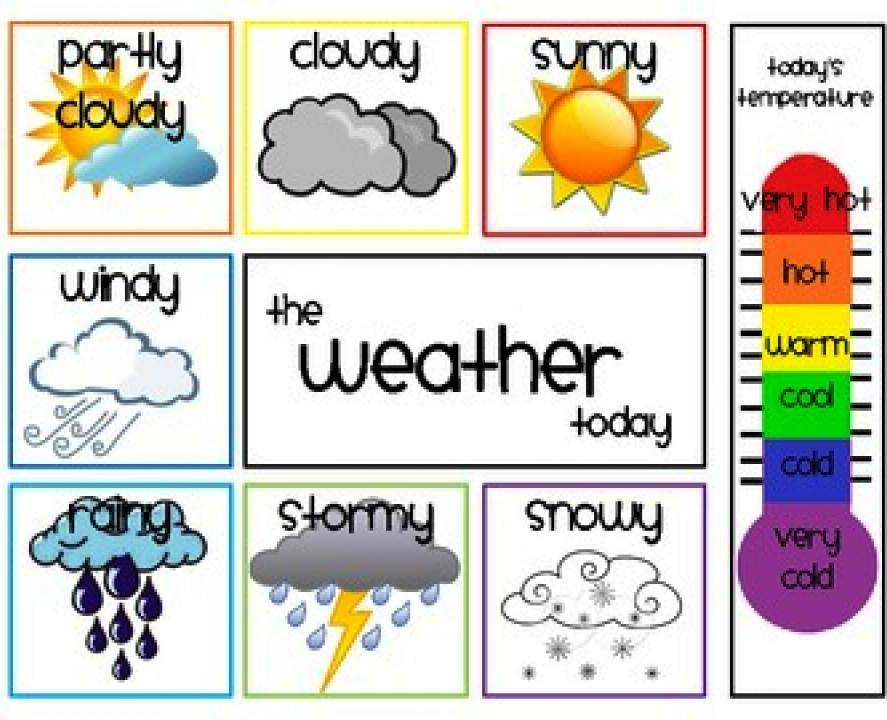 partly
cloudy
cloudy
sunny
windy
the
weather
today
rainy
stormy
snowy
today's
temperature
very hot
hot
warm
cool
cold
very
cold